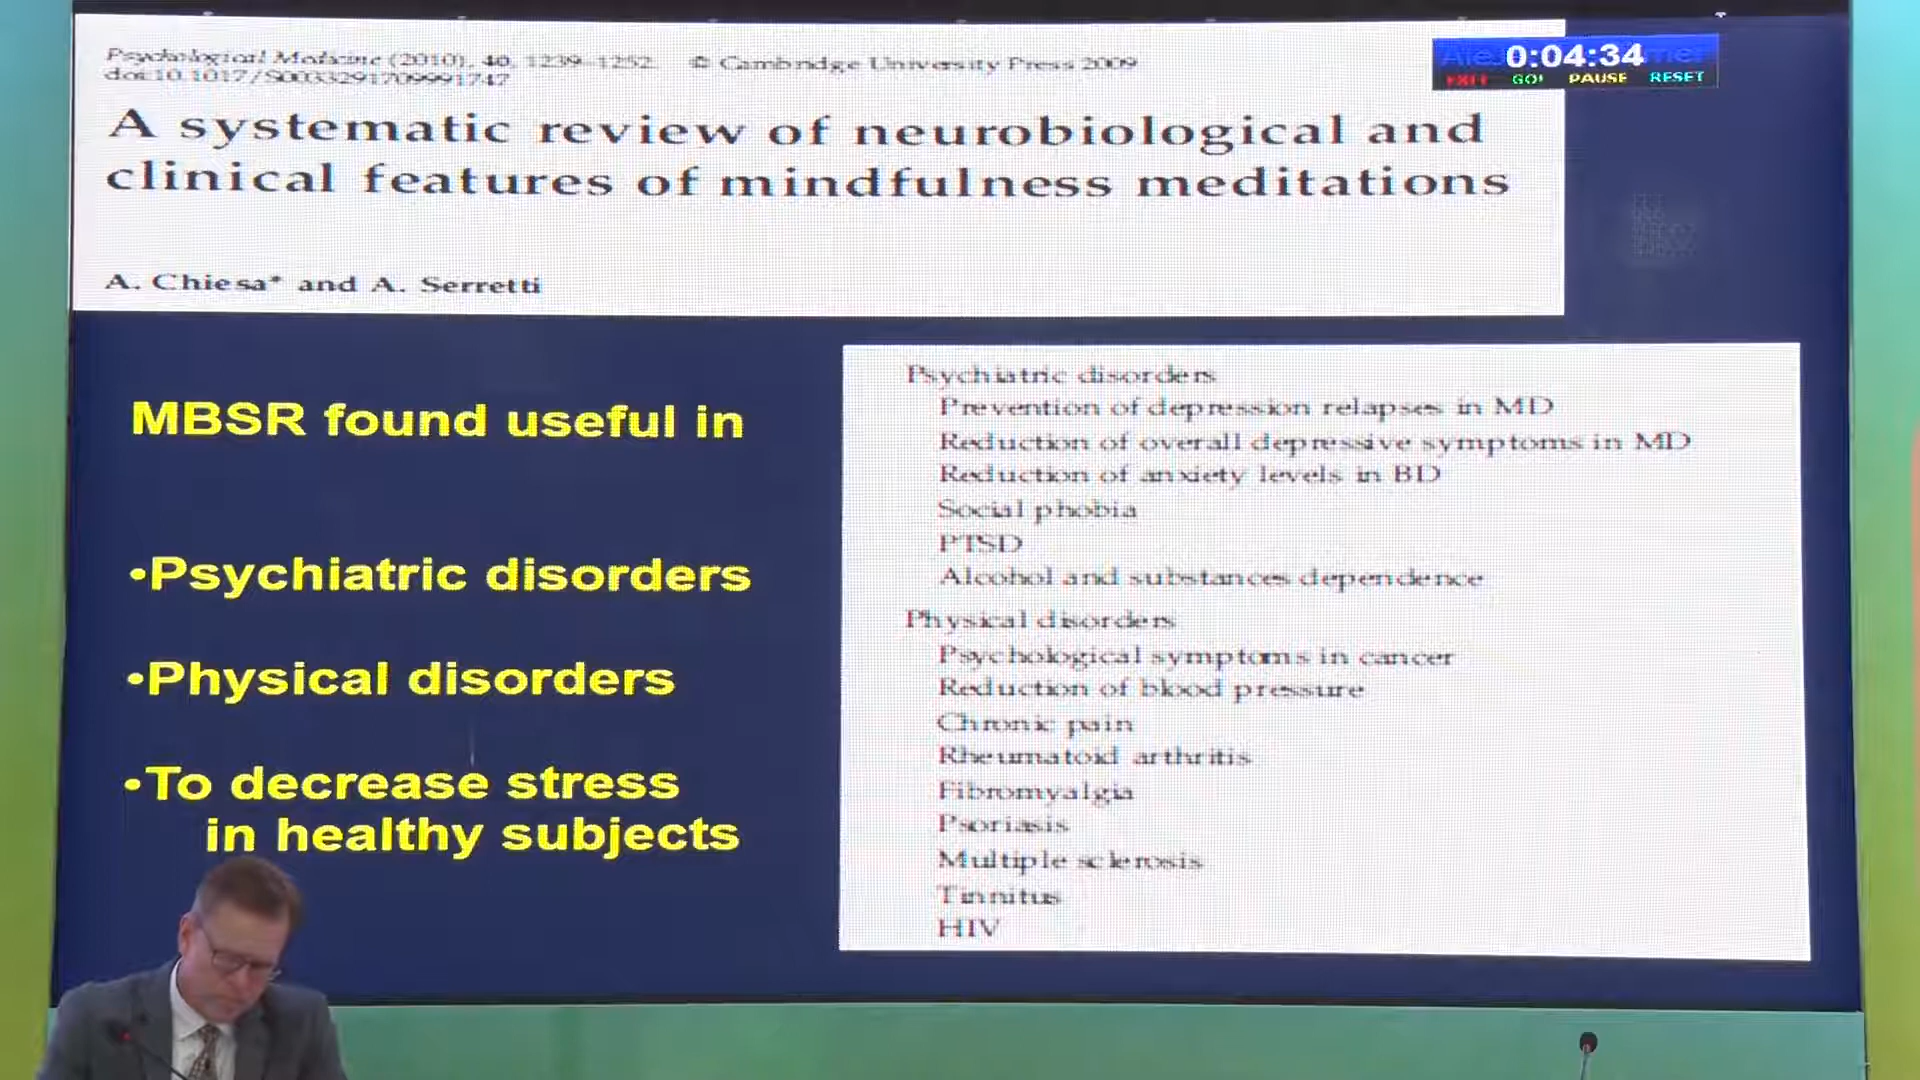 Psychological Medicine (2010), 40, 1239–1252. © Cambridge University Press 2009
doi:10.1017/S0033291709991747
0:04:34
EXIT GO! PAUSE RESET
A systematic review of neurobiological and
clinical features of mindfulness meditations
A. Chiesa* and A. Serretti
MBSR found useful in
•Psychiatric disorders
•Physical disorders
•To decrease stress
in healthy subjects
Psychiatric disorders
Prevention of depression relapses in MD
Reduction of overall depressive symptoms in MD
Reduction of anxiety levels in BD
Social phobia
PTSD
Alcohol and substances dependence
Physical disorders
Psychological symptoms in cancer
Reduction of blood pressure
Chronic pain
Rheumatoid arthritis
Fibromyalgia
Psoriasis
Multiple sclerosis
Tinnitus
HIV